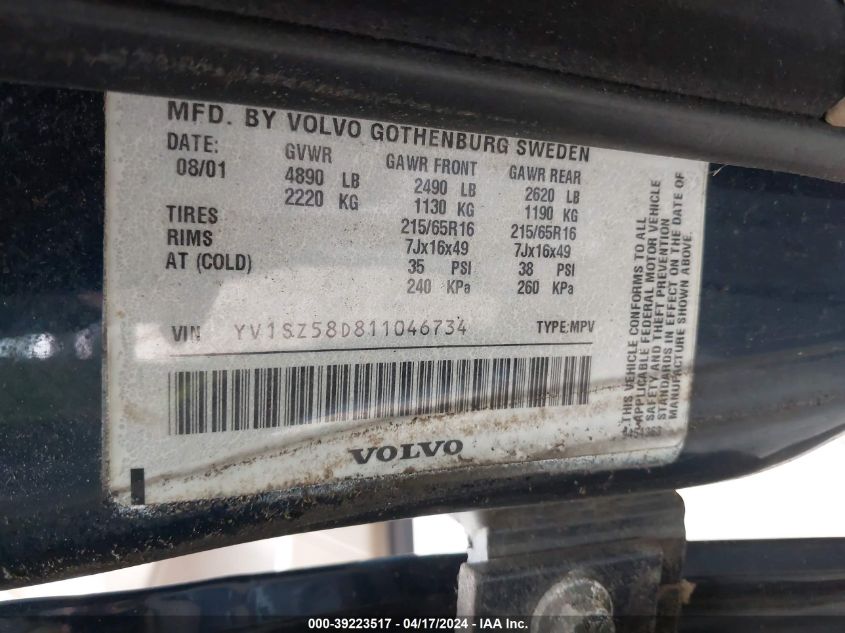 MFD. BY VOLVO GOTHENBURG SWEDEN
DATE: GVWR GAWR FRONT GAWR REAR
08/01 4890 LB 2490 LB 2620 LB
2220 KG 1130 KG 1190 KG
TIRES 215/65R16 215/65R16
RIMS 7Jx16x49 7Jx16x49
AT (COLD) 35 PSI 38 PSI
240 KPa 260 KPa
VIN YV1SZ58D811046734 TYPE:MPV
VOLVO
THIS VEHICLE CONFORMS TO ALL
APPLICABLE FEDERAL MOTOR VEHICLE
SAFETY AND THEFT PREVENTION
STANDARDS IN EFFECT ON THE DATE OF
MANUFACTURE SHOWN ABOVE.
000-39223517 - 04/17/2024 - IAA Inc.